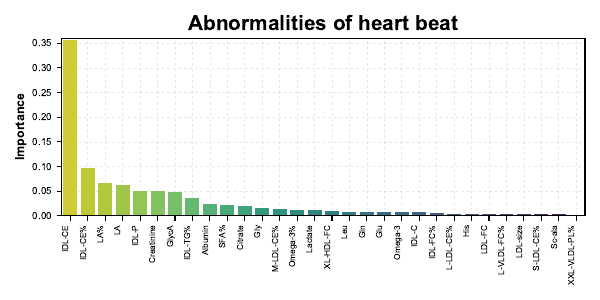 Abnormalities of heart beat
Importance
0.35
0.30
0.25
0.20
0.15
0.10
0.05
0.00
IDL-CE
IDL-CE%
LA%
LA
IDL-P
Creatinine
GlycA
IDL-TG%
Albumin
SFA%
Citrate
Gly
M-LDL-CE%
Omega-3%
Lactate
XL-HDL-FC
Leu
Gln
Glu
Omega-3
IDL-C
IDL-FC%
L-LDL-CE%
His
LDL-FC
L-VLDL-FC%
LDL-size
S-LDL-CE%
XXL-VLDL-PL%